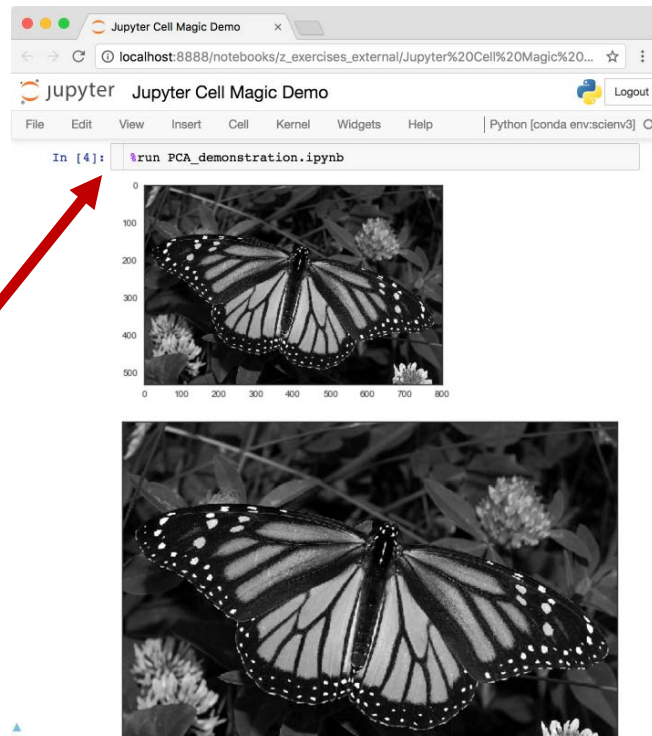 Jupyter Cell Magic Demo
localhost:8888/notebooks/z_exercises_external/Jupyter%20Cell%20Magic%20...
jupyter Jupyter Cell Magic Demo Logout
File Edit View Insert Cell Kernel Widgets Help Python [conda env:scienv3]
In [4]: %run PCA_demonstration.ipynb
0
100
200
300
400
500
0 100 200 300 400 500 600 700 800